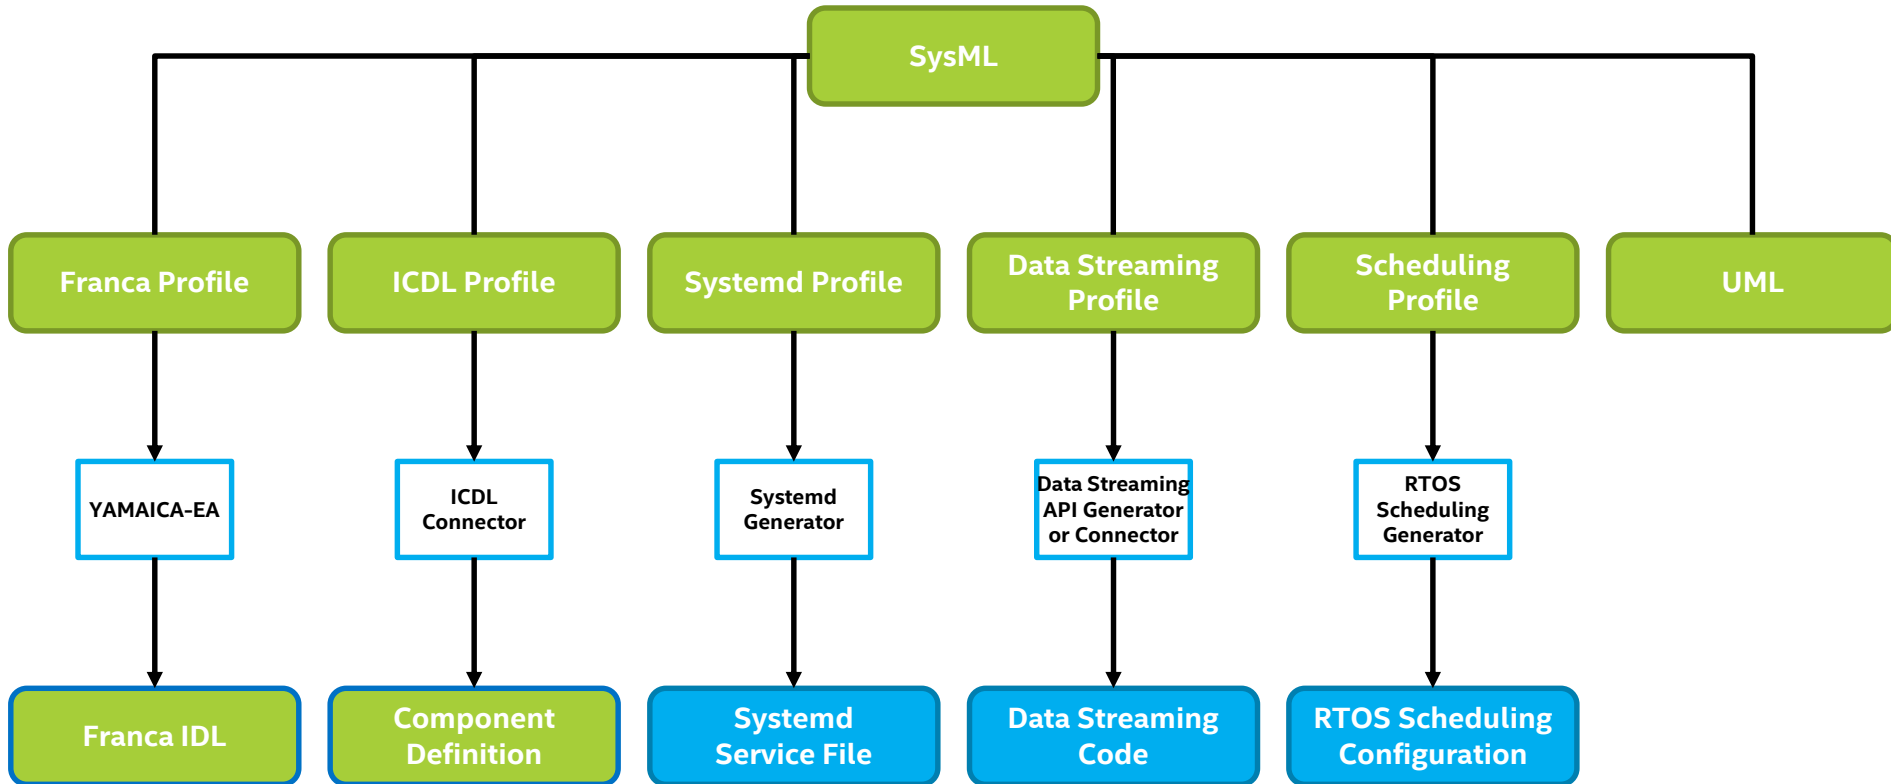 SysML
Franca Profile
ICDL Profile
Systemd Profile
Data Streaming
Profile
Scheduling
Profile
UML
YAMAICA-EA
ICDL
Connector
Systemd
Generator
Data Streaming
API Generator
or Connector
RTOS
Scheduling
Generator
Franca IDL
Component
Definition
Systemd
Service File
Data Streaming
Code
RTOS Scheduling
Configuration